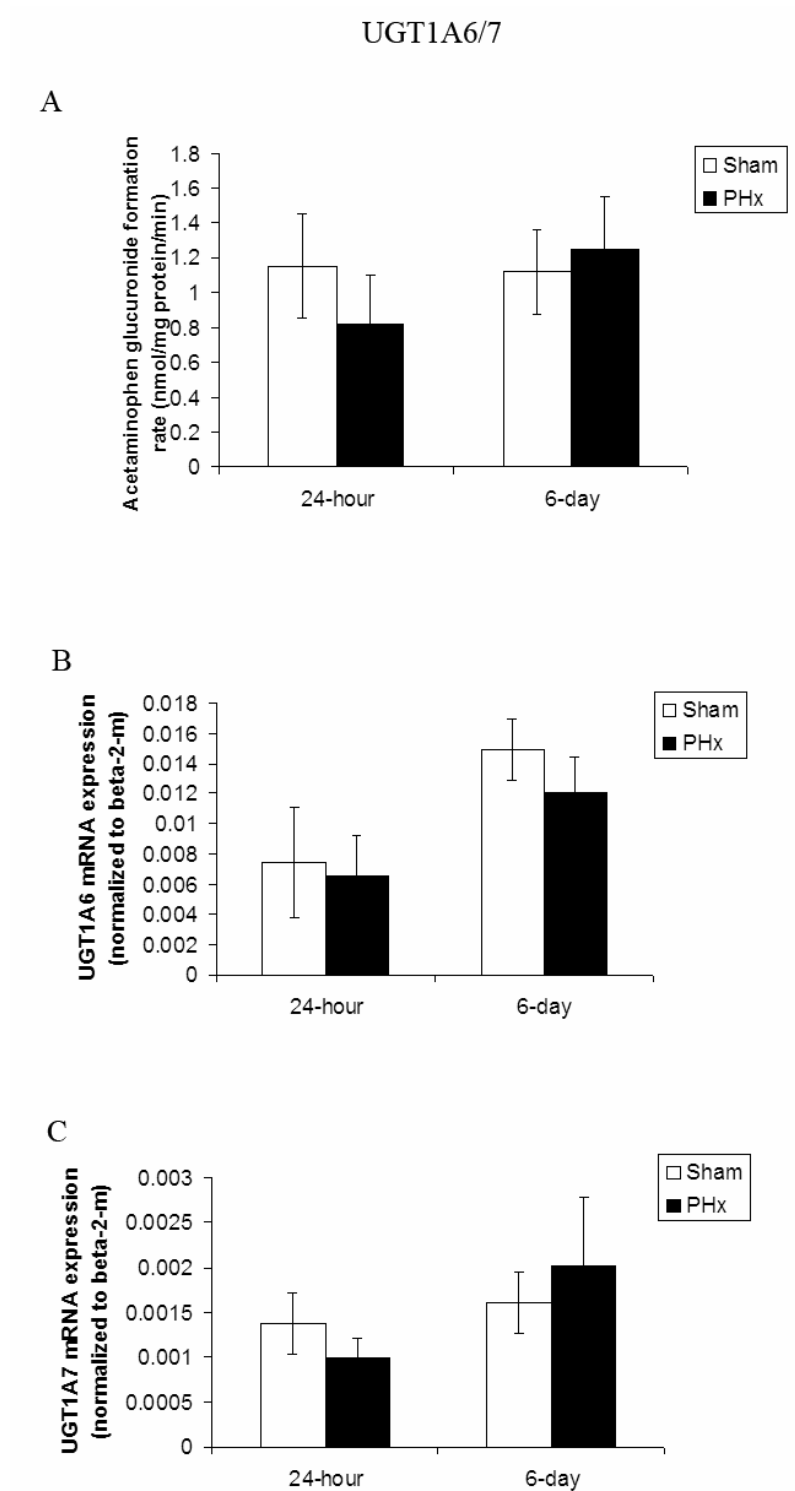 UGT1A6/7
A
Acetaminophen glucuronide formation
rate (nmol/mg protein/min)
1.8
1.6
1.4
1.2
1
0.8
0.6
0.4
0.2
0
24-hour
6-day
Sham
PHx
B
UGT1A6 mRNA expression
(normalized to beta-2-m)
0.018
0.016
0.014
0.012
0.01
0.008
0.006
0.004
0.002
0
24-hour
6-day
Sham
PHx
C
UGT1A7 mRNA expression
(normalized to beta-2-m)
0.003
0.0025
0.002
0.0015
0.001
0.0005
0
24-hour
6-day
Sham
PHx